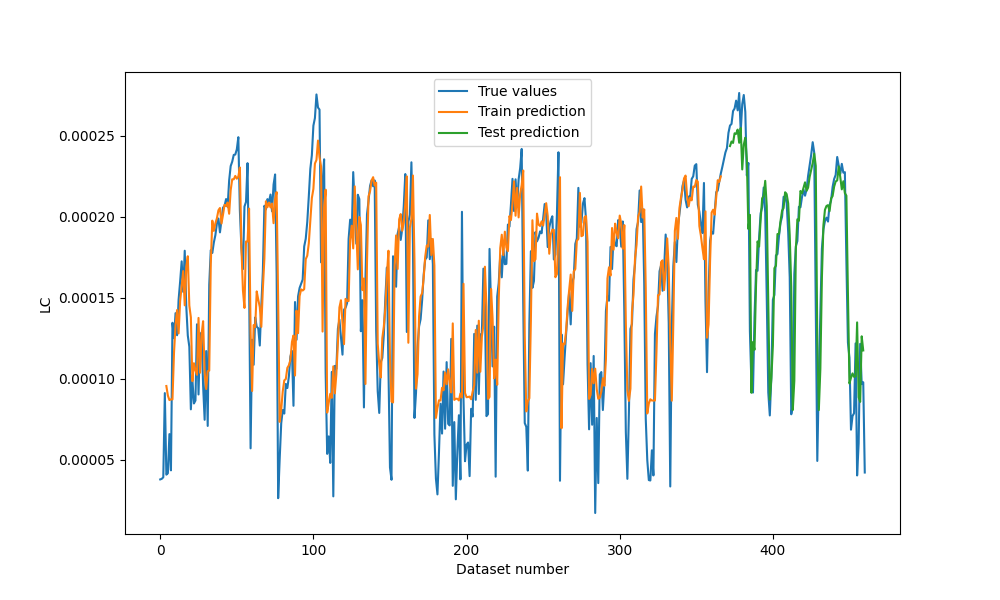 True values
Train prediction
Test prediction
0.00025
0.00020
0.00015
0.00010
0.00005
LC
0 100 200 300 400
Dataset number